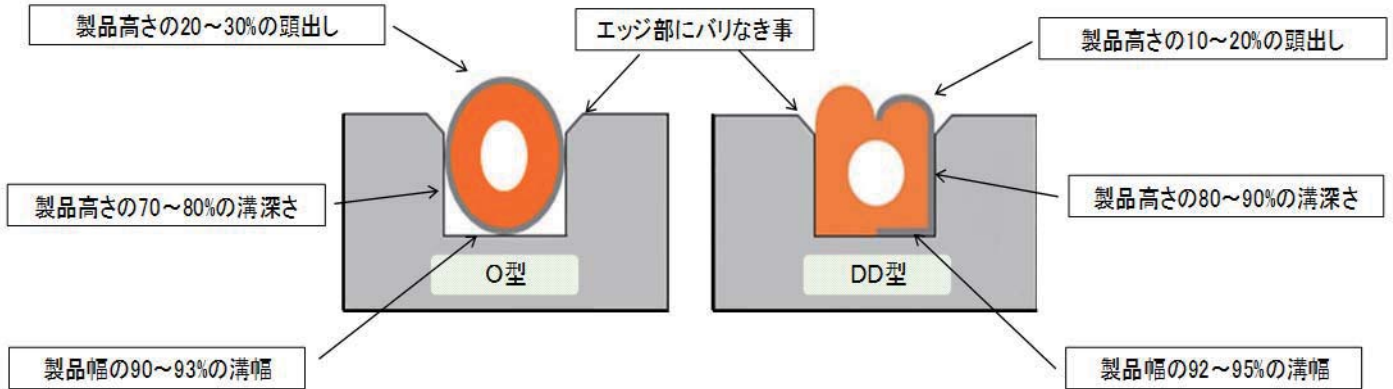 製品高さの20～30%の頭出し
エッジ部にバリなき事
製品高さの10～20%の頭出し
製品高さの70～80%の溝深さ
製品高さの80～90%の溝深さ
O型
DD型
製品幅の90～93%の溝幅
製品幅の92～95%の溝幅